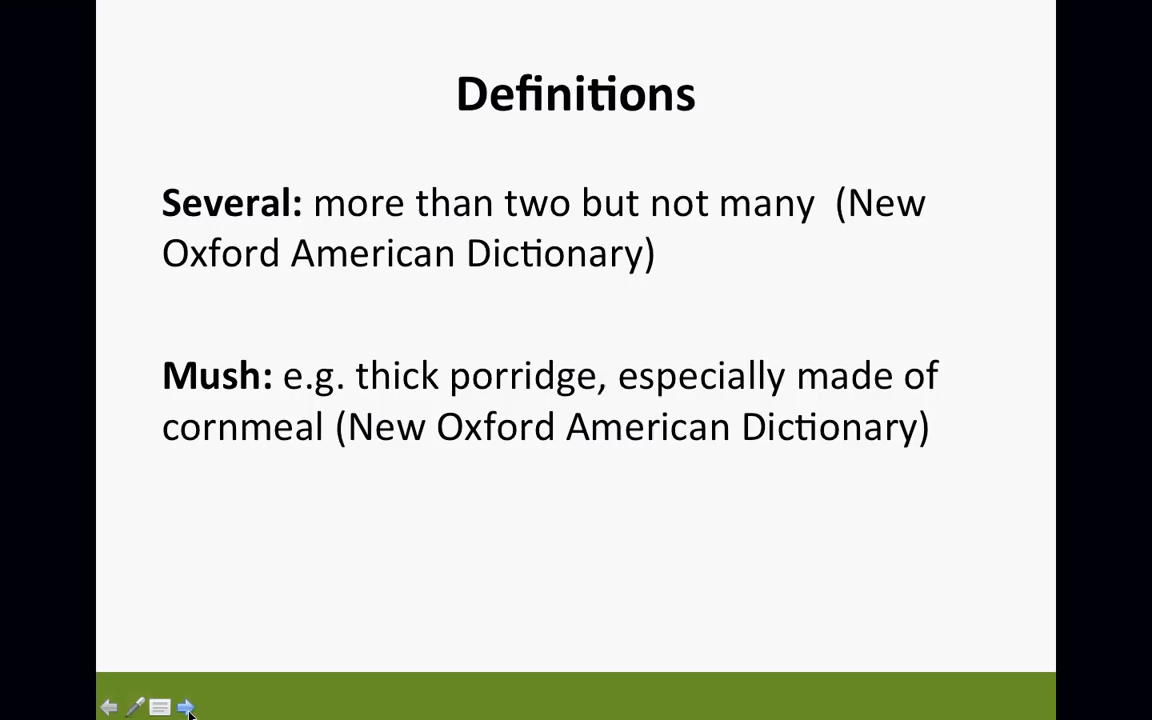 Definitions
Several: more than two but not many  (New
Oxford American Dictionary)
Mush: e.g. thick porridge, especially made of
cornmeal (New Oxford American Dictionary)